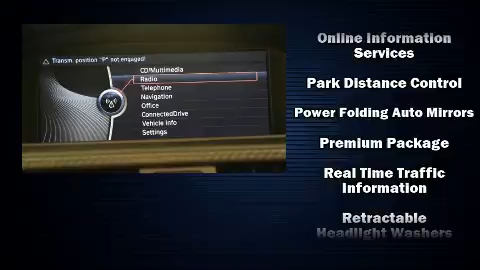 Transm. position "P" not engaged!
CD/Multimedia
Radio
Telephone
Navigation
Office
ConnectedDrive
Vehicle Info
Settings
Online Information
Services
Park Distance Control
Power Folding Auto Mirrors
Premium Package
Real Time Traffic
Information
Retractable
Headlight Washers